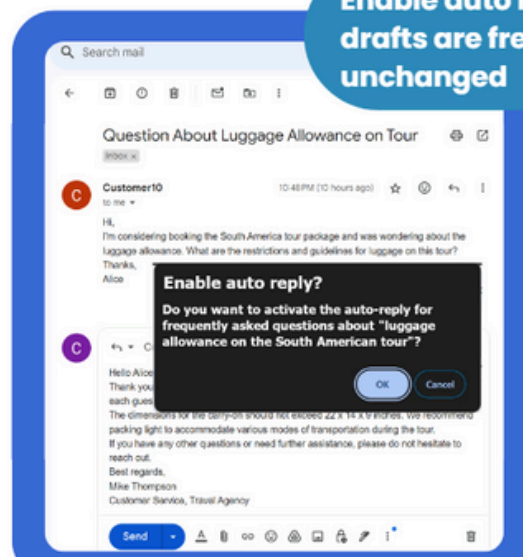 Enable auto
drafts are fre
unchanged
Search mail
Question About Luggage Allowance on Tour
Inbox x
C
Customer10
10:48 PM (10 hours ago)
to me
Hi,
I'm considering booking the South America tour package and was wondering about the
luggage allowance. What are the restrictions and guidelines for luggage on this tour?
Thanks,
Alice
Enable auto reply?
Do you want to activate the auto-reply for
frequently asked questions about "luggage
allowance on the South American tour"?
OK
Cancel
C
Hello Alice
Thank you
each gues
The dimensions for the carry-on should not exceed 22 x 14 x 9 inches. We recommend
packing light to accommodate various modes of transportation during the tour.
If you have any other questions or need further assistance, please do not hesitate to
reach out.
Best regards,
Mike Thompson
Customer Service, Travel Agency
Send